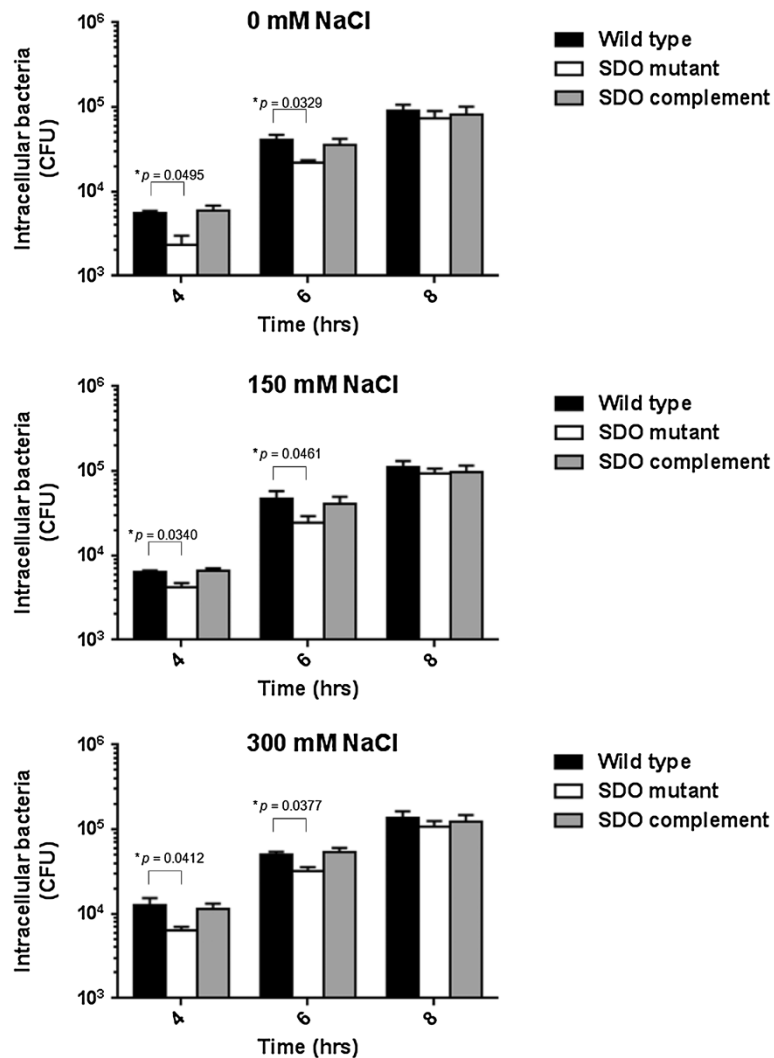 0 mM NaCl
Wild type
SDO mutant
SDO complement
Intracellular bacteria
(CFU)
10⁶
10⁵
10⁴
10³
* p = 0.0495
* p = 0.0329
4
6
8
Time (hrs)
150 mM NaCl
Wild type
SDO mutant
SDO complement
Intracellular bacteria
(CFU)
10⁶
10⁵
10⁴
10³
* p = 0.0340
* p = 0.0461
4
6
8
Time (hrs)
300 mM NaCl
Wild type
SDO mutant
SDO complement
Intracellular bacteria
(CFU)
10⁶
10⁵
10⁴
10³
* p = 0.0412
* p = 0.0377
4
6
8
Time (hrs)